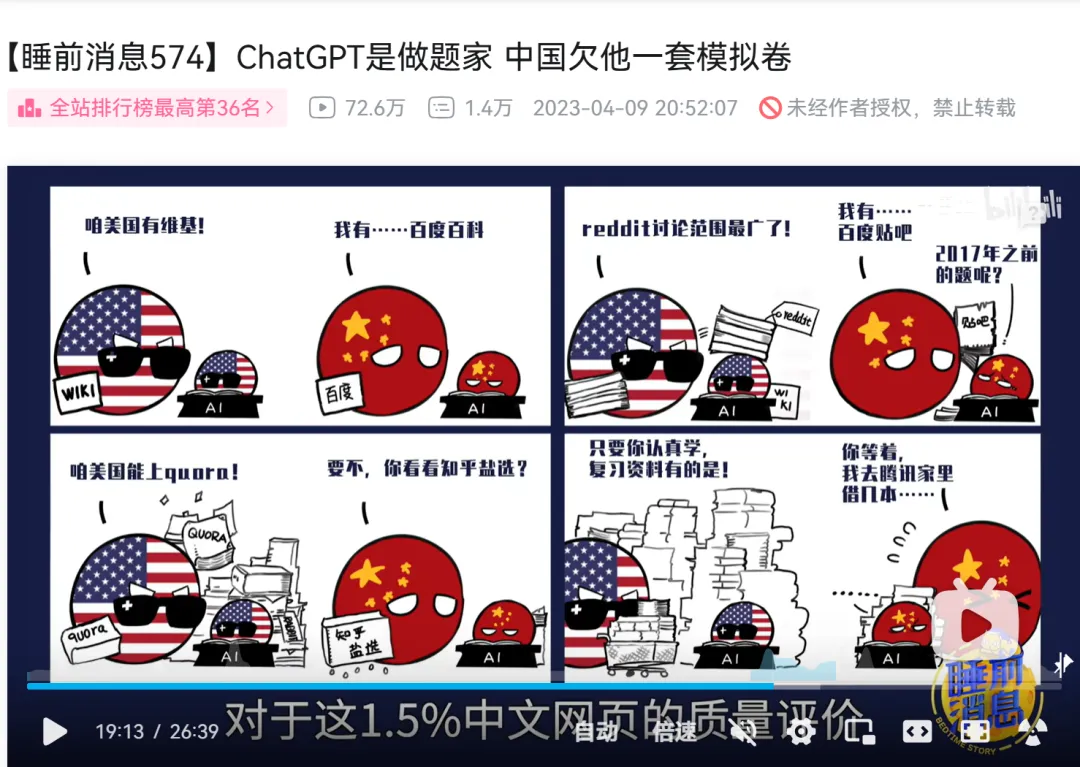 【睡前消息574】ChatGPT是做题家 中国欠他一套模拟卷
全站排行榜最高第36名
72.6万
1.4万
2023-04-09 20:52:07
未经作者授权，禁止转载
咱美国有维基!
我有……百度百科
WIKI
AI
百度
AI
reddit讨论范围最广了!
我有……
百度贴吧
2017年之前
的题呢?
reddit
WI
KI
AI
贴吧
AI
咱美国能上quora!
要不，你看看知乎盐选?
QUORA
quora
AI
知乎
盐选
AI
只要你认真学，
复习资料有的是!
你等着，
我去腾讯家里
借几本……
AI
AI
bilibili
睡前
消息
BEDTIME STORY
对于这1.5%中文网页的质量评价
19:13 / 26:39
自动
倍速